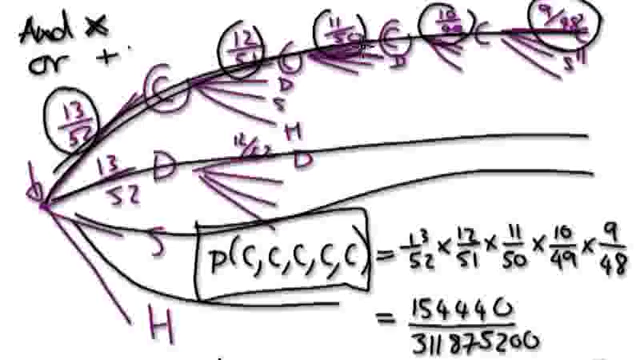 And ×
or +
13/52 C 12/51 C 11/50 C 10/49 C 9/48 C
D D S"
S
H
13/52 D 12/52 D
S
H
P(C,C,C,C,C) = 13/52 × 12/51 × 11/50 × 10/49 × 9/48
= 154440/311875200